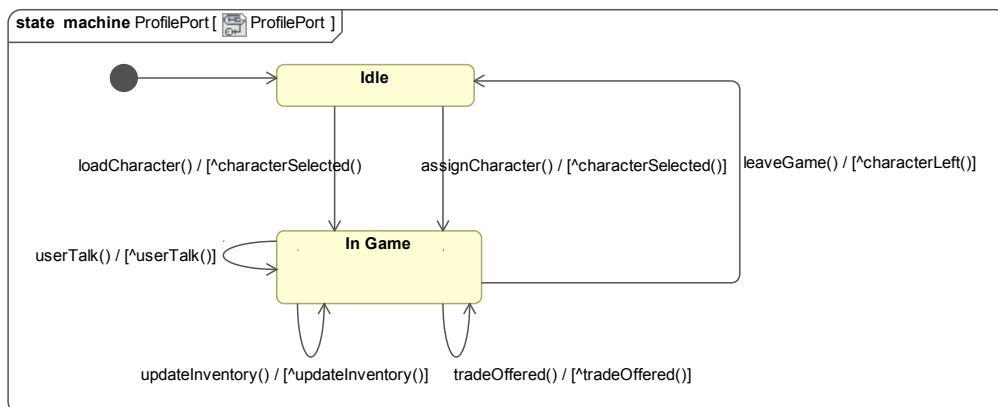 state machine ProfilePort [ ProfilePort ]
Idle
loadCharacter() / [^characterSelected()
assignCharacter() / [^characterSelected()]
leaveGame() / [^characterLeft()]
In Game
userTalk() / [^userTalk()]
updateInventory() / [^updateInventory()]
tradeOffered() / [^tradeOffered()]